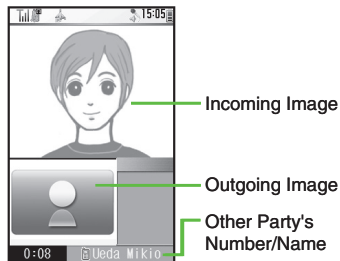 15:05
Incoming Image
Outgoing Image
Other Party's
Number/Name
0:08 Ueda Mikio